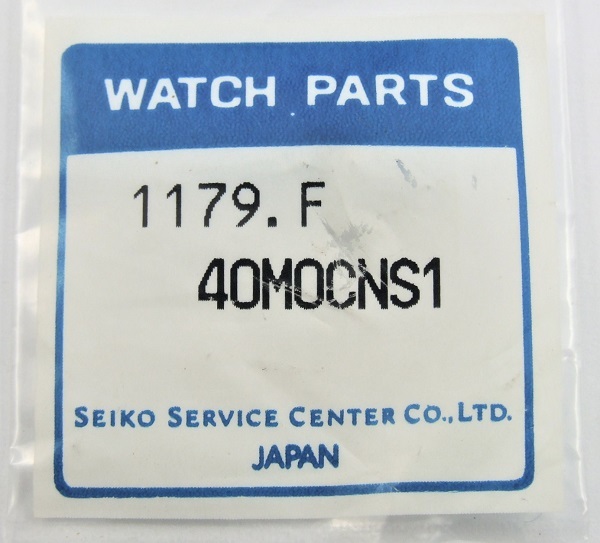 WATCH PARTS
1179.F
40M0CNS1
SEIKO SERVICE CENTER CO., LTD.
JAPAN